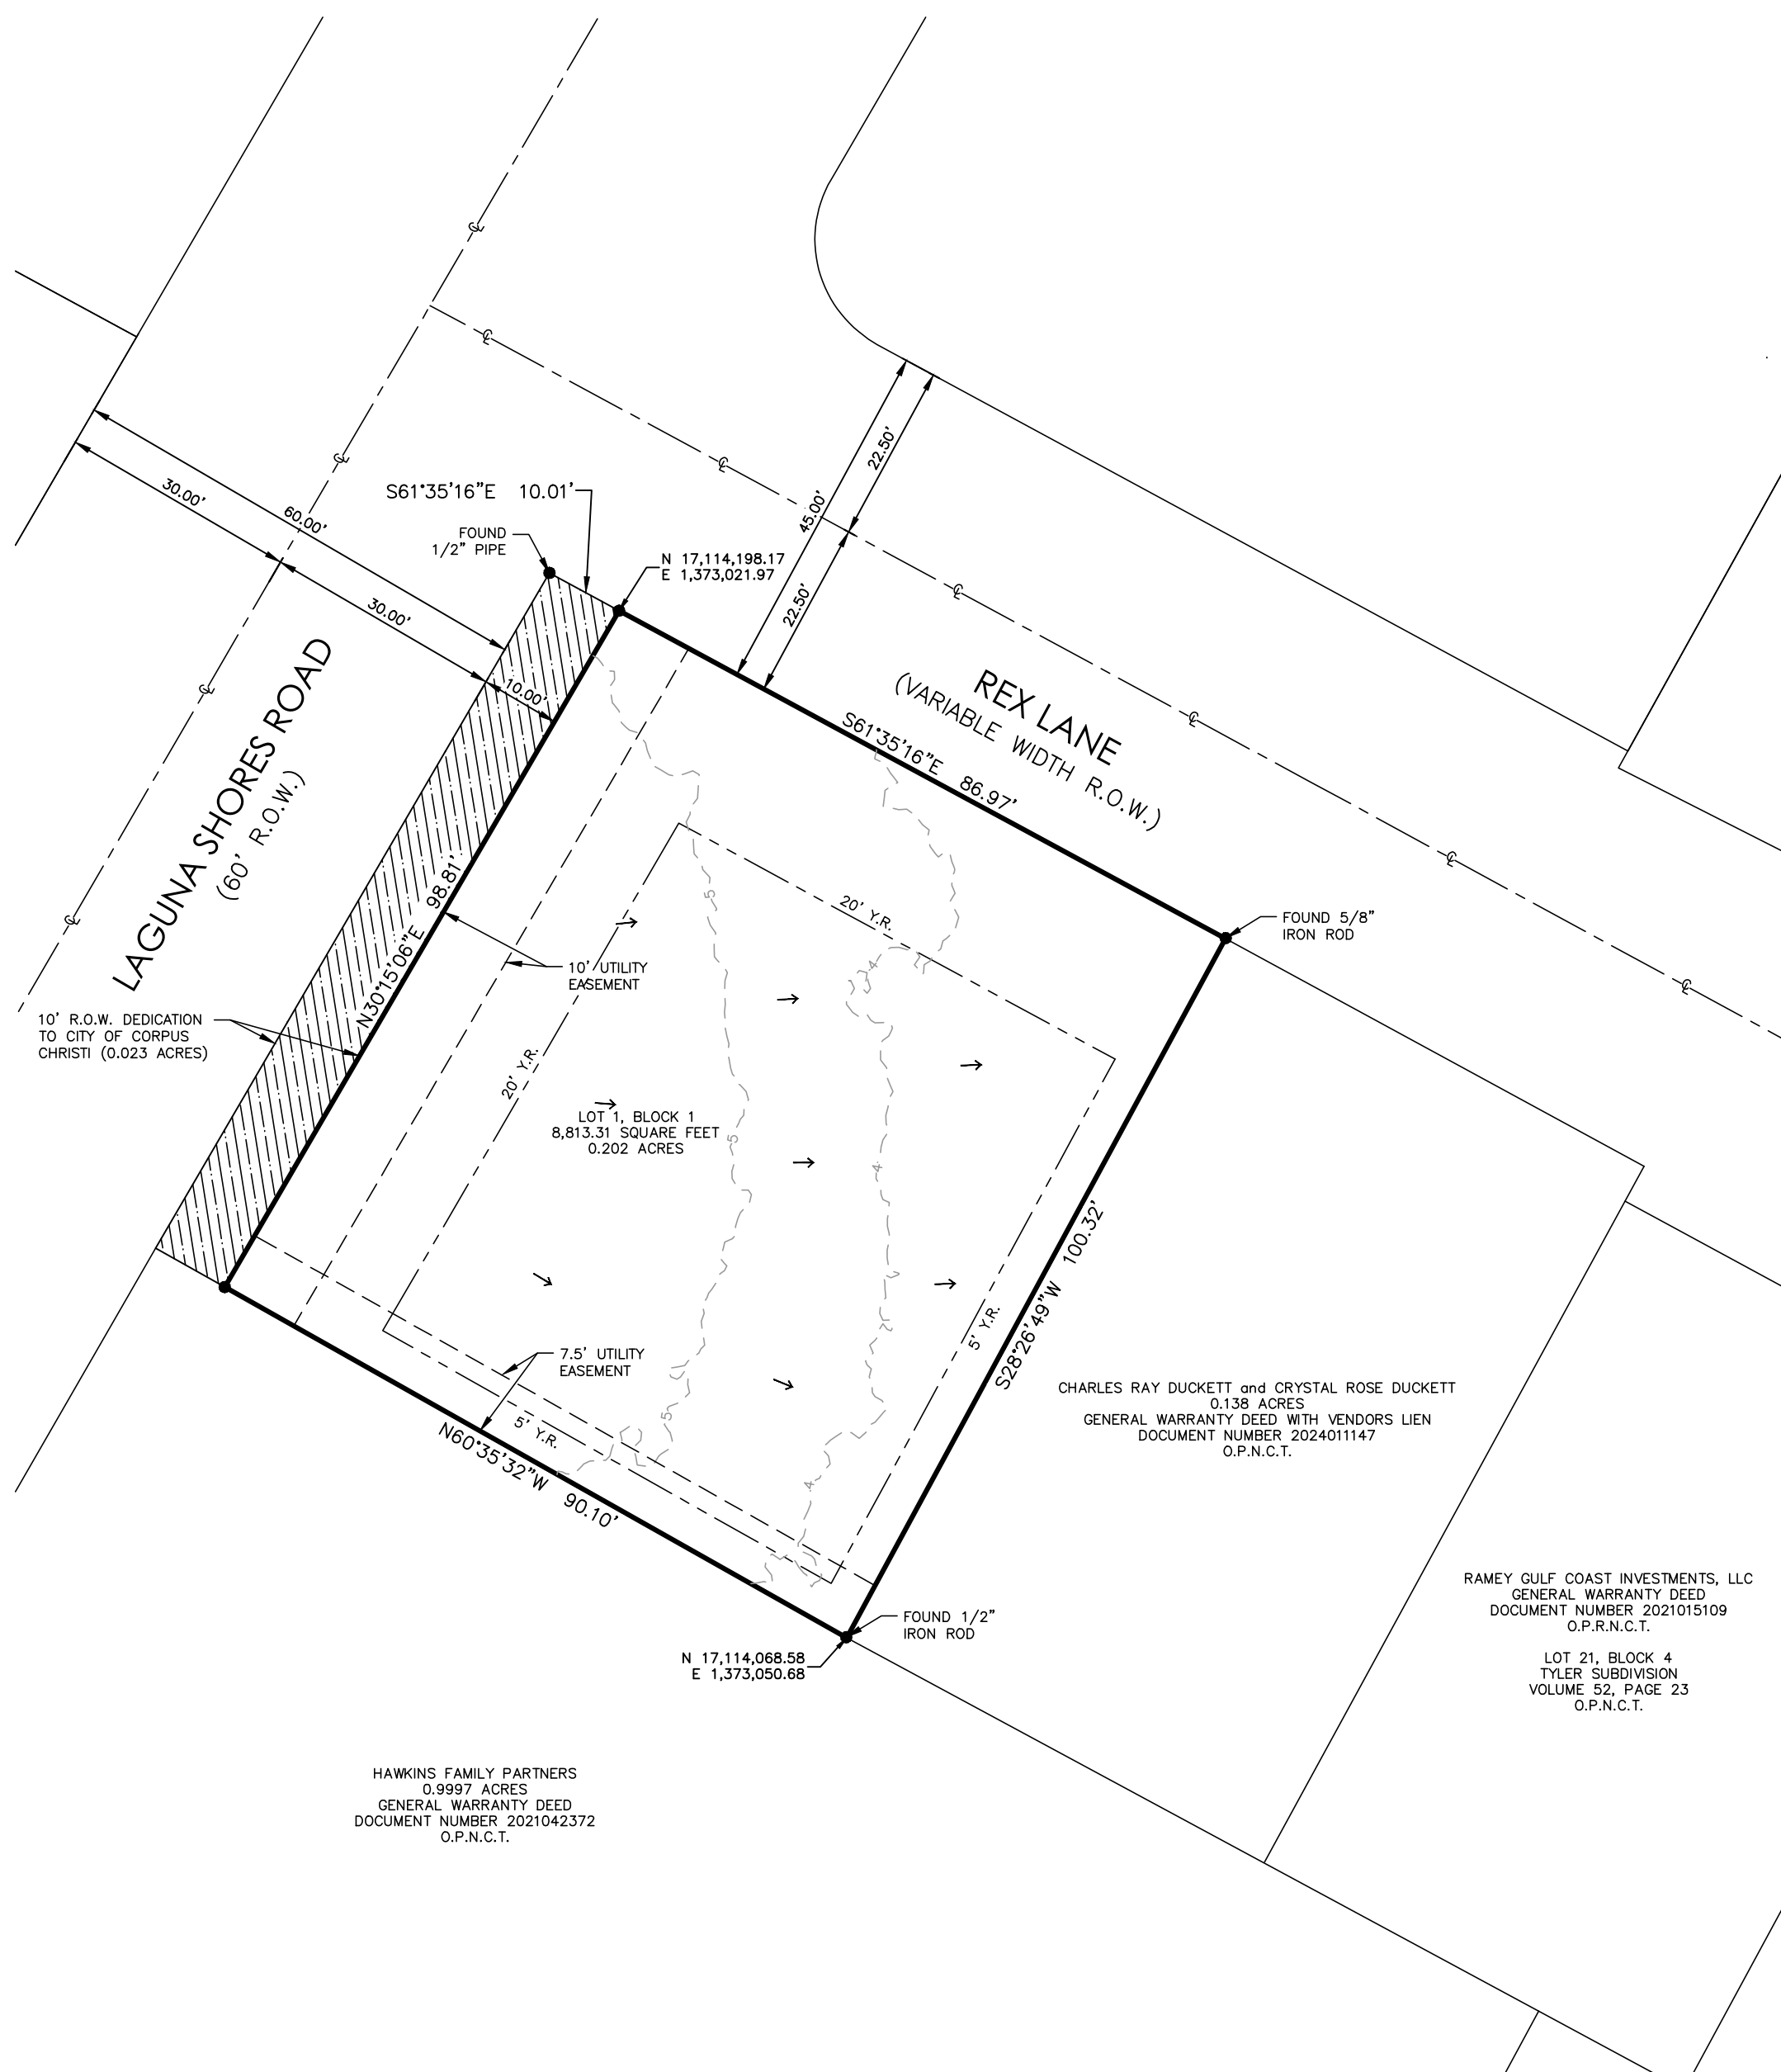 ℄
℄
22.50'
45.00'
℄
℄
30.00'
S61°35'16"E 10.01'
60.00'
FOUND
1/2" PIPE
N 17,114,198.17
E 1,373,021.97
22.50'
℄
30.00'
LAGUNA SHORES ROAD
(60' R.O.W.)
℄
10.00'
REX LANE
(VARIABLE WIDTH R.O.W.)
℄
S61°35'16"E 86.97'
℄
℄
98.81'
N30°15'06"E
5
20' Y.R.
FOUND 5/8"
IRON ROD
4
10' UTILITY
EASEMENT
℄
10' R.O.W. DEDICATION
TO CITY OF CORPUS
CHRISTI (0.023 ACRES)
20' Y.R.
LOT 1, BLOCK 1
8,813.31 SQUARE FEET
0.202 ACRES
5
4
S28°26'49"W 100.32'
5' Y.R.
7.5' UTILITY
EASEMENT
5
5' Y.R.
N60°35'32"W 90.10'
4
CHARLES RAY DUCKETT and CRYSTAL ROSE DUCKETT
0.138 ACRES
GENERAL WARRANTY DEED WITH VENDORS LIEN
DOCUMENT NUMBER 2024011147
O.P.N.C.T.
FOUND 1/2"
IRON ROD
N 17,114,068.58
E 1,373,050.68
RAMEY GULF COAST INVESTMENTS, LLC
GENERAL WARRANTY DEED
DOCUMENT NUMBER 2021015109
O.P.R.N.C.T.
LOT 21, BLOCK 4
TYLER SUBDIVISION
VOLUME 52, PAGE 23
O.P.N.C.T.
HAWKINS FAMILY PARTNERS
0.9997 ACRES
GENERAL WARRANTY DEED
DOCUMENT NUMBER 2021042372
O.P.N.C.T.